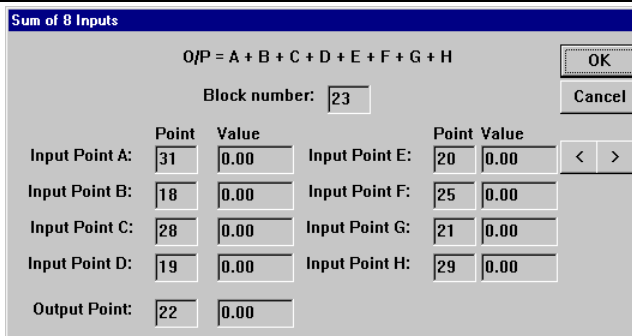 Sum of 8 Inputs
O/P = A + B + C + D + E + F + G + H
OK
Block number: 23
Cancel
Point Value Point Value
Input Point A: 31 0.00 Input Point E: 20 0.00 < >
Input Point B: 18 0.00 Input Point F: 25 0.00
Input Point C: 28 0.00 Input Point G: 21 0.00
Input Point D: 19 0.00 Input Point H: 29 0.00
Output Point: 22 0.00